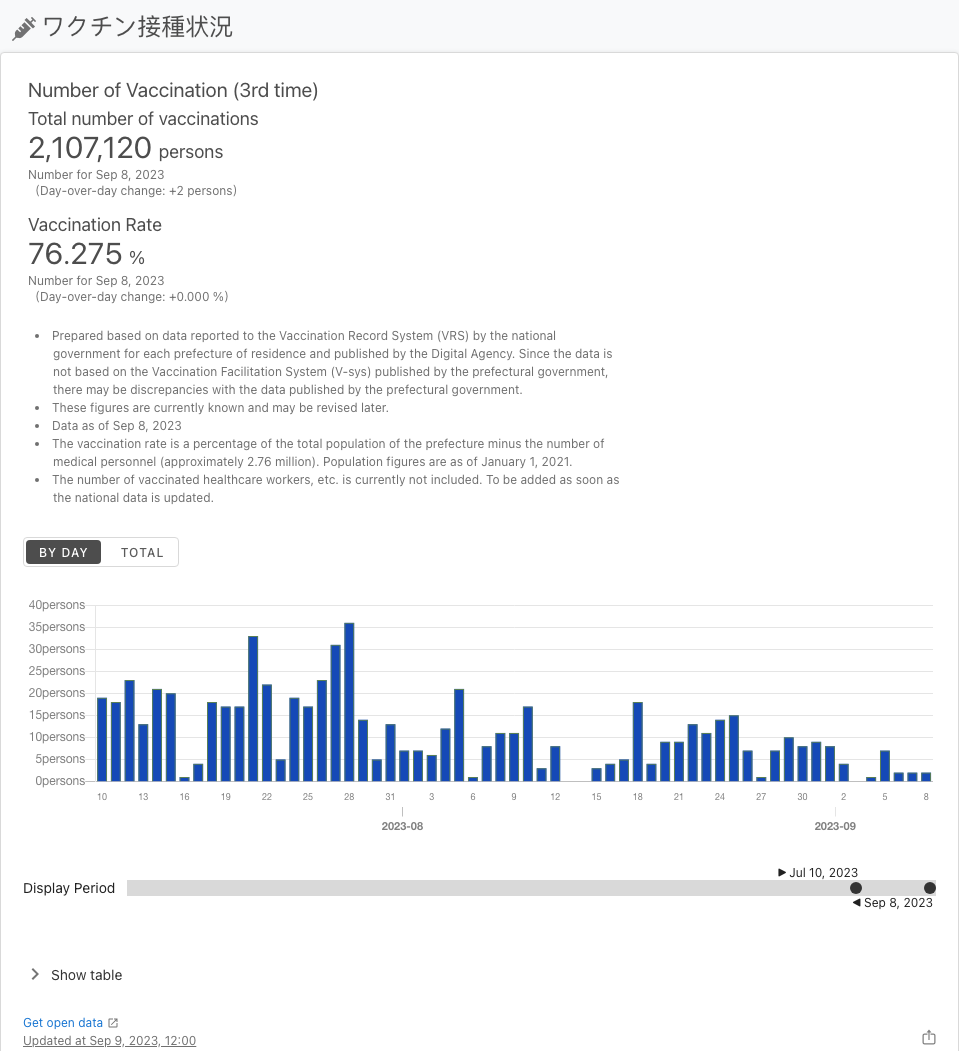 ワクチン接種状況
Number of Vaccination (3rd time)
Total number of vaccinations
2,107,120 persons
Number for Sep 8, 2023
(Day-over-day change: +2 persons)
Vaccination Rate
76.275 %
Number for Sep 8, 2023
(Day-over-day change: +0.000 %)
• Prepared based on data reported to the Vaccination Record System (VRS) by the national
government for each prefecture of residence and published by the Digital Agency. Since the data is
not based on the Vaccination Facilitation System (V-sys) published by the prefectural government,
there may be discrepancies with the data published by the prefectural government.
• These figures are currently known and may be revised later.
• Data as of Sep 8, 2023
• The vaccination rate is a percentage of the total population of the prefecture minus the number of
medical personnel (approximately 2.76 million). Population figures are as of January 1, 2021.
• The number of vaccinated healthcare workers, etc. is currently not included. To be added as soon as
the national data is updated.
BY DAY TOTAL
40persons
35persons
30persons
25persons
20persons
15persons
10persons
5persons
0persons
10 13 16 19 22 25 28 31 3 6 9 12 15 18 21 24 27 30 2 5 8
2023-08 2023-09
Jul 10, 2023
Display Period
Sep 8, 2023
Show table
Get open data
Updated at Sep 9, 2023, 12:00